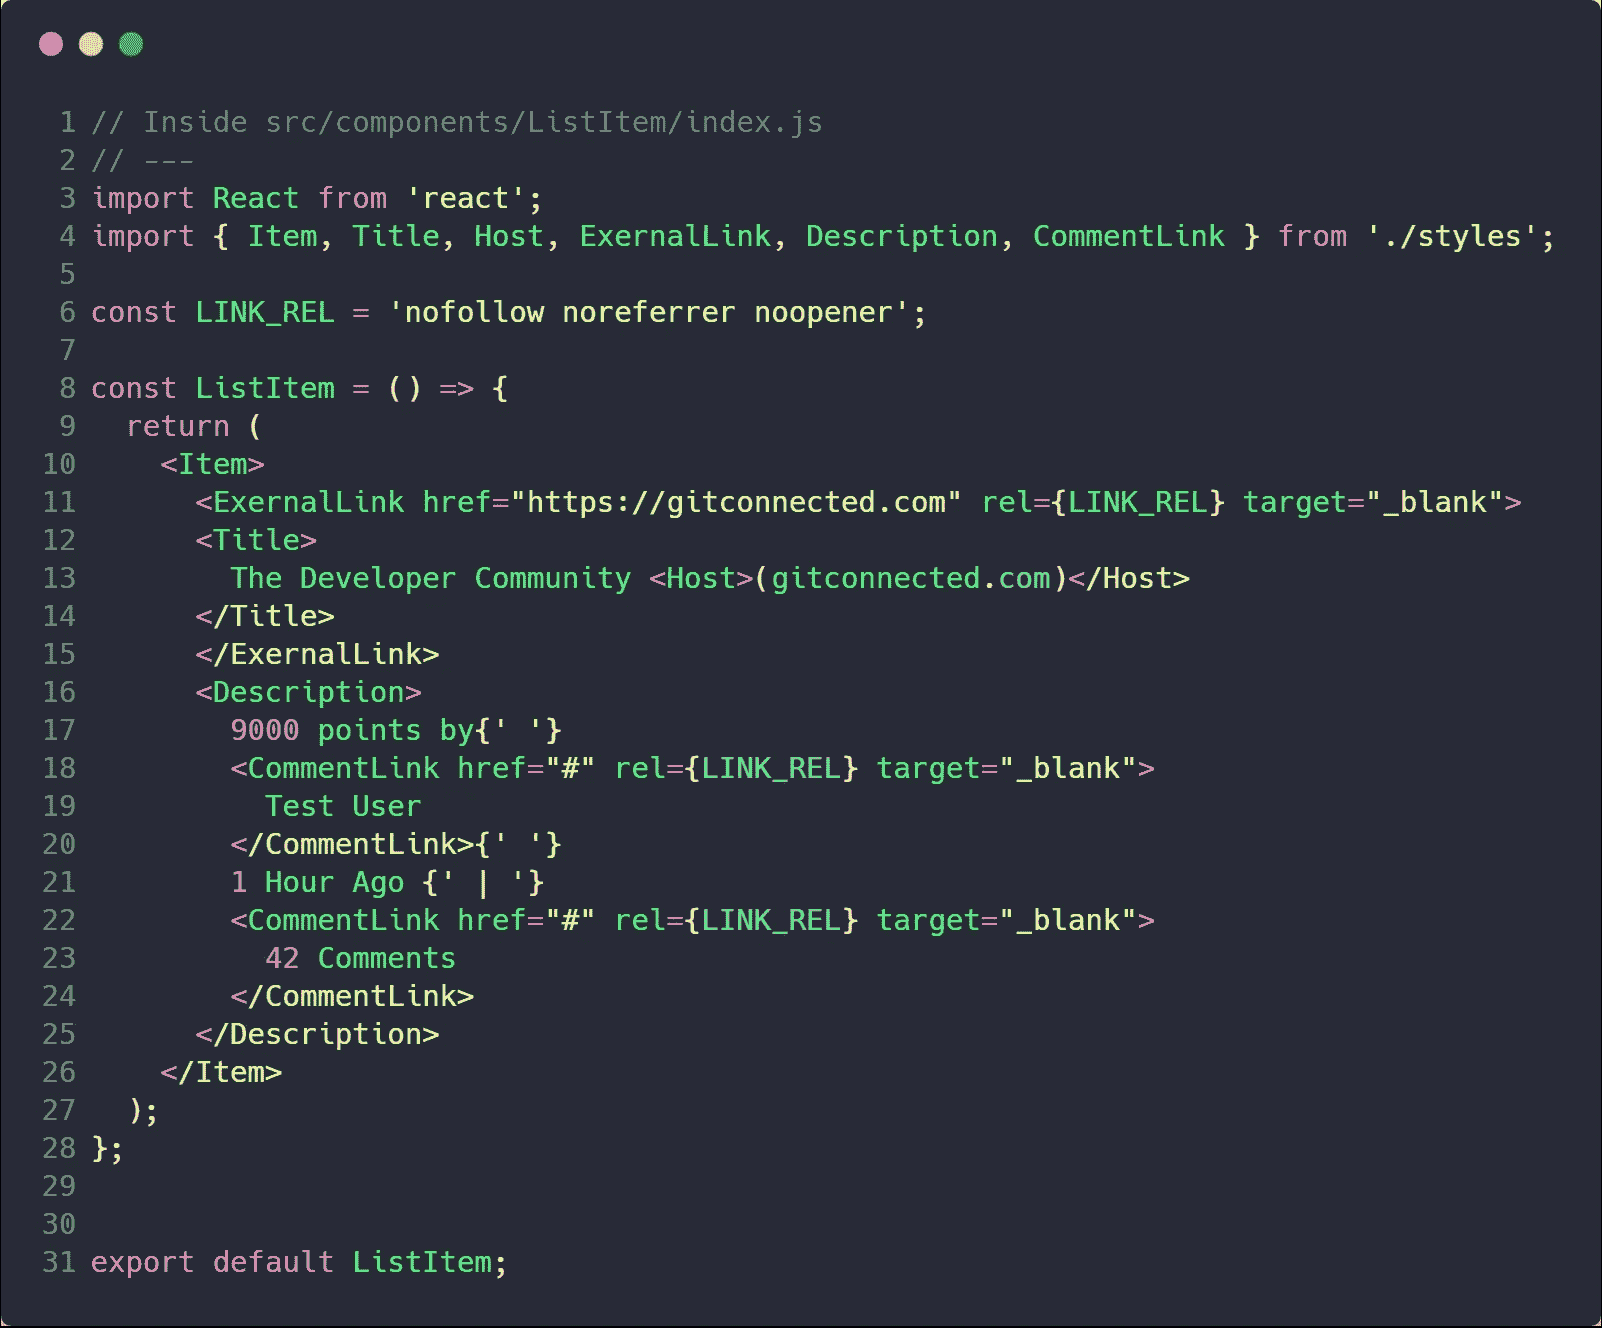 1 // Inside src/components/ListItem/index.js
2 // ---
3 import React from 'react';
4 import { Item, Title, Host, ExernalLink, Description, CommentLink } from './styles';
5
6 const LINK_REL = 'nofollow noreferrer noopener';
7
8 const ListItem = () => {
9   return (
10     <Item>
11       <ExernalLink href="https://gitconnected.com" rel={LINK_REL} target="_blank">
12       <Title>
13         The Developer Community <Host>(gitconnected.com)</Host>
14       </Title>
15       </ExernalLink>
16       <Description>
17         9000 points by{' '}
18         <CommentLink href="#" rel={LINK_REL} target="_blank">
19           Test User
20         </CommentLink>{' '}
21         1 Hour Ago {' | '}
22         <CommentLink href="#" rel={LINK_REL} target="_blank">
23           42 Comments
24         </CommentLink>
25       </Description>
26     </Item>
27   );
28 };
29
30
31 export default ListItem;